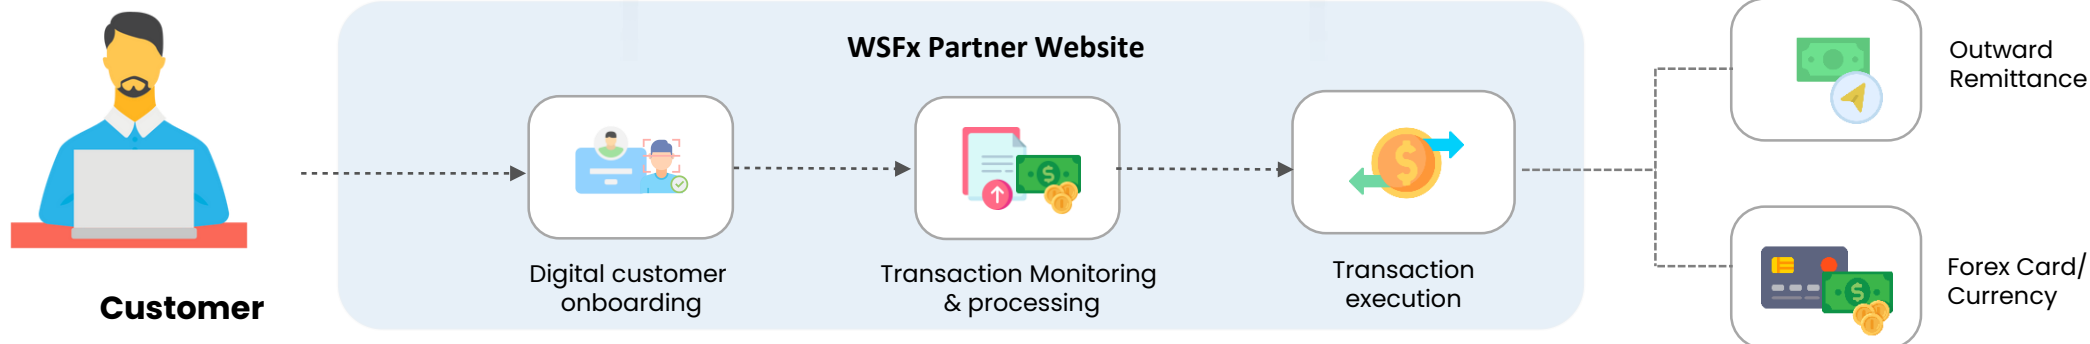 WSFx Partner Website
Customer
Digital customer
onboarding
Transaction Monitoring
& processing
Transaction
execution
Outward
Remittance
Forex Card/
Currency